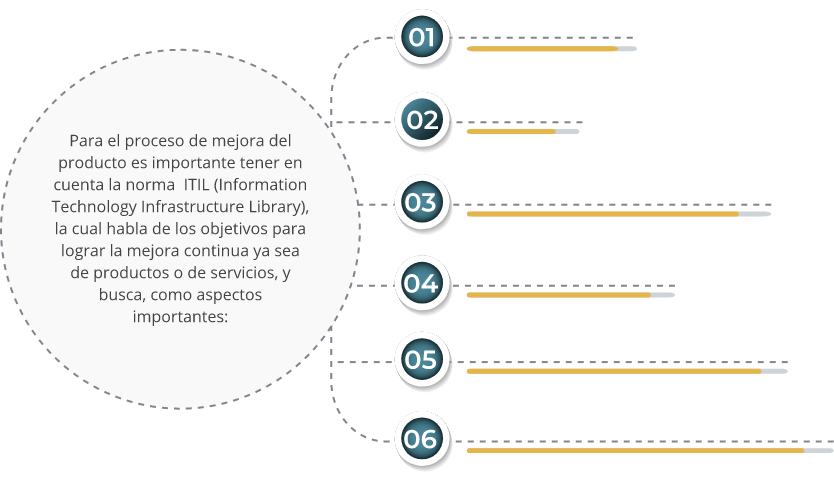 Para el proceso de mejora del
producto es importante tener en
cuenta la norma ITIL (Information
Technology Infrastructure Library),
la cual habla de los objetivos para
lograr la mejora continua ya sea
de productos o de servicios, y
busca, como aspectos
importantes:
01
02
03
04
05
06